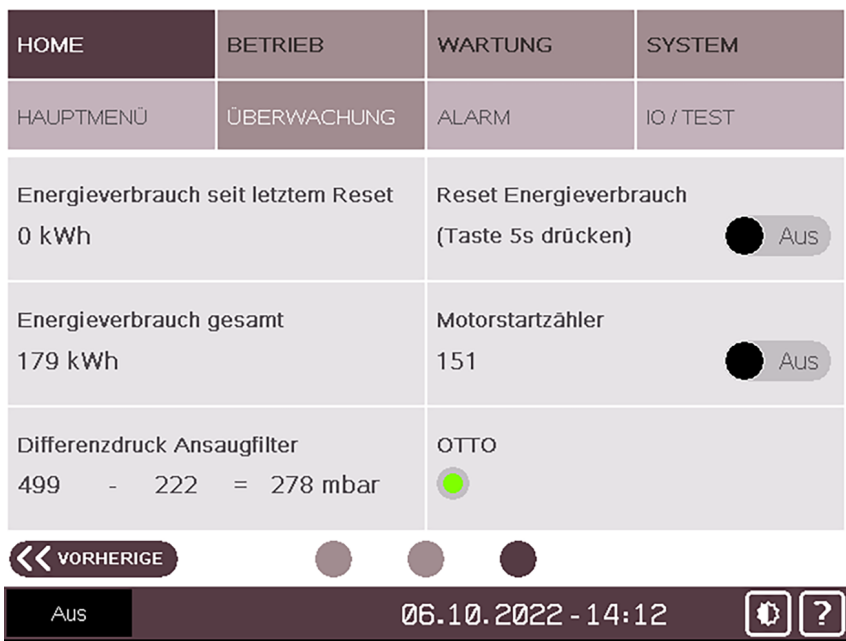 HOME BETRIEB WARTUNG SYSTEM
HAUPTMENÜ ÜBERWACHUNG ALARM IO / TEST
Energieverbrauch seit letztem Reset
0 kWh
Reset Energieverbrauch
(Taste 5s drücken) Aus
Energieverbrauch gesamt
179 kWh
Motorstartzähler
151 Aus
Differenzdruck Ansaugfilter
499 - 222 = 278 mbar
OTTO
VORHERIGE
Aus 06.10.2022 - 14:12 ?